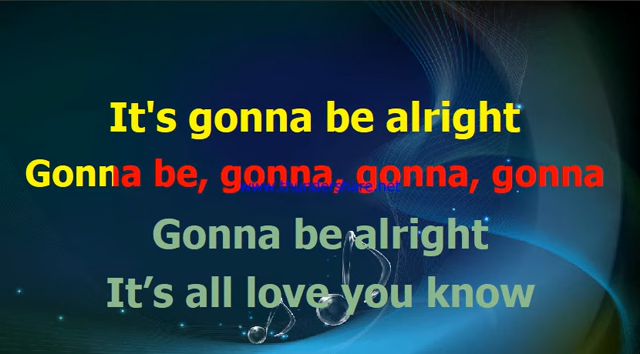 It's gonna be alright
Gonna be, gonna, gonna, gonna
Gonna be alright
It’s all love you know